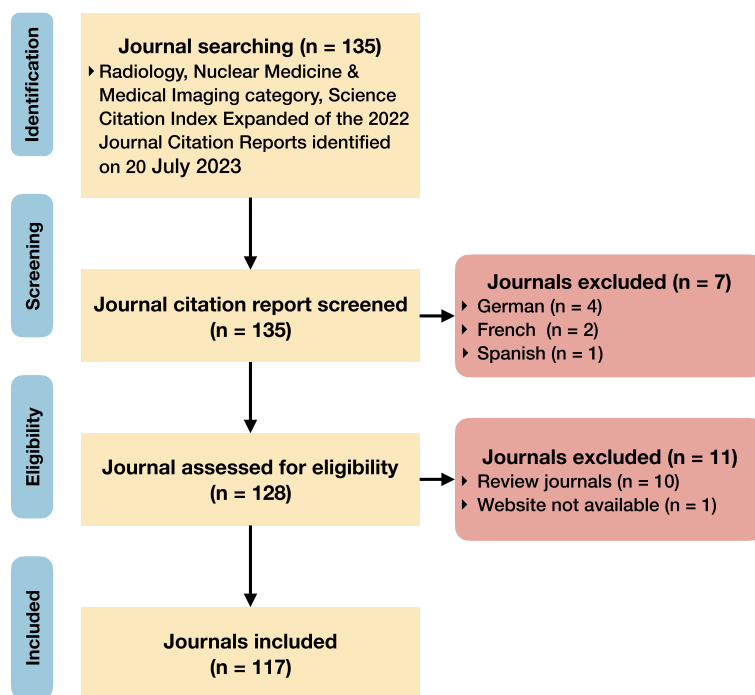 Identification
Journal searching (n = 135)
‣ Radiology, Nuclear Medicine &
Medical Imaging category, Science
Citation Index Expanded of the 2022
Journal Citation Reports identified
on 20 July 2023
Screening
Journal citation report screened
(n = 135)
Journals excluded (n = 7)
‣ German (n = 4)
‣ French (n = 2)
‣ Spanish (n = 1)
Eligibility
Journal assessed for eligibility
(n = 128)
Journals excluded (n = 11)
‣ Review journals (n = 10)
‣ Website not available (n = 1)
Included
Journals included
(n = 117)